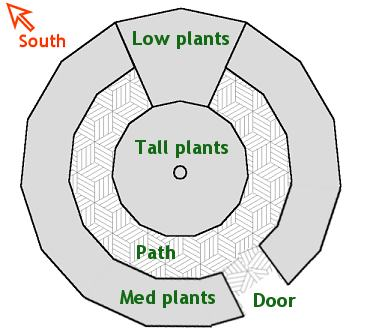 South
Low plants
Tall plants
Path
Med plants
Door